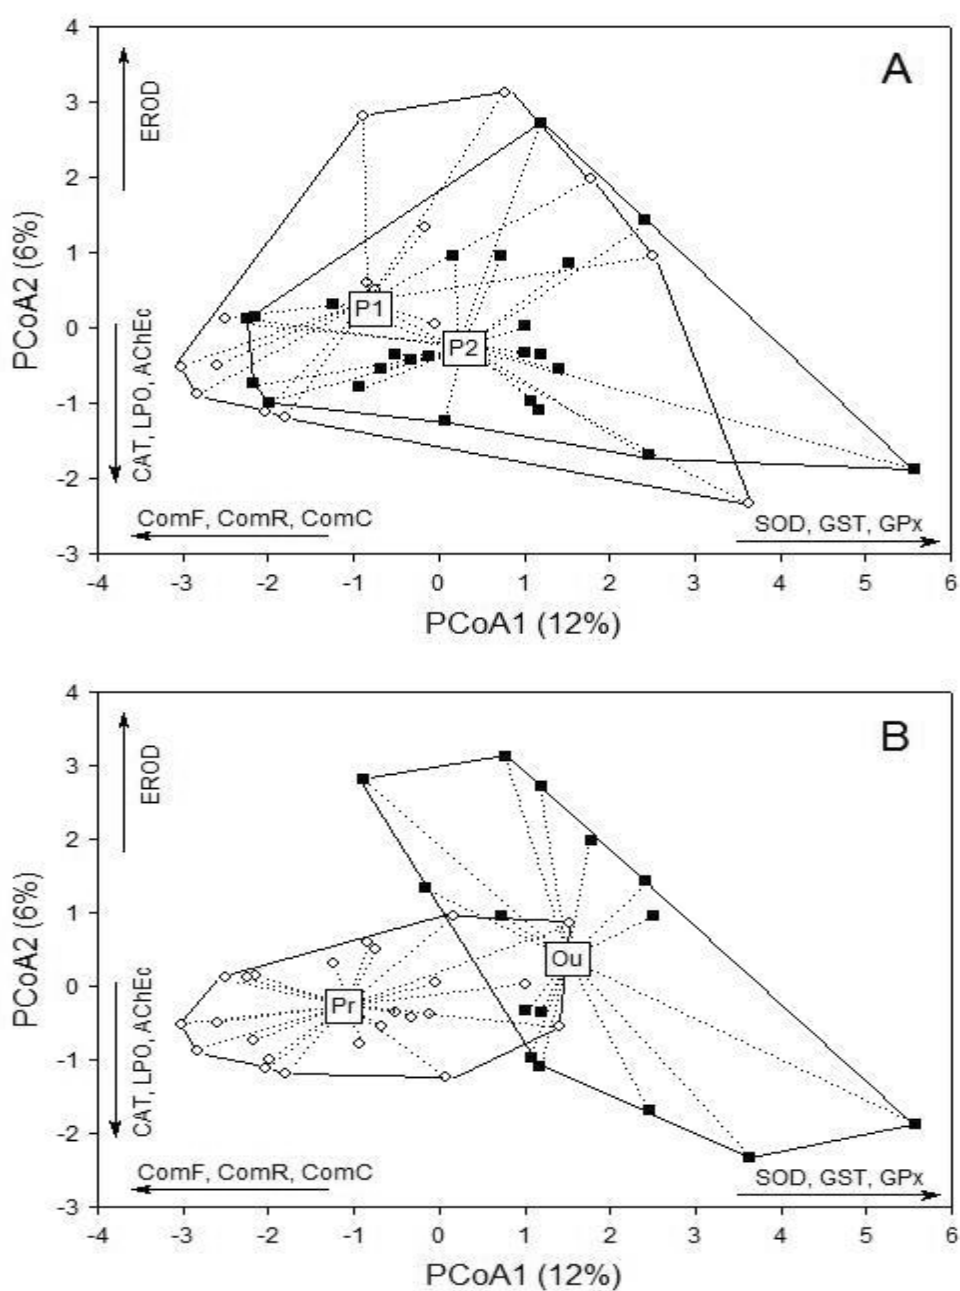 A
4
3
2
1
0
-1
-2
-3
PCoA2 (6%)
EROD
CAT, LPO, AChEc
P1
P2
ComF, ComR, ComC
SOD, GST, GPx
-4 -3 -2 -1 0 1 2 3 4 5 6
PCoA1 (12%)
B
4
3
2
1
0
-1
-2
-3
PCoA2 (6%)
EROD
CAT, LPO, AChEc
Ou
Pr
ComF, ComR, ComC
SOD, GST, GPx
-4 -3 -2 -1 0 1 2 3 4 5 6
PCoA1 (12%)